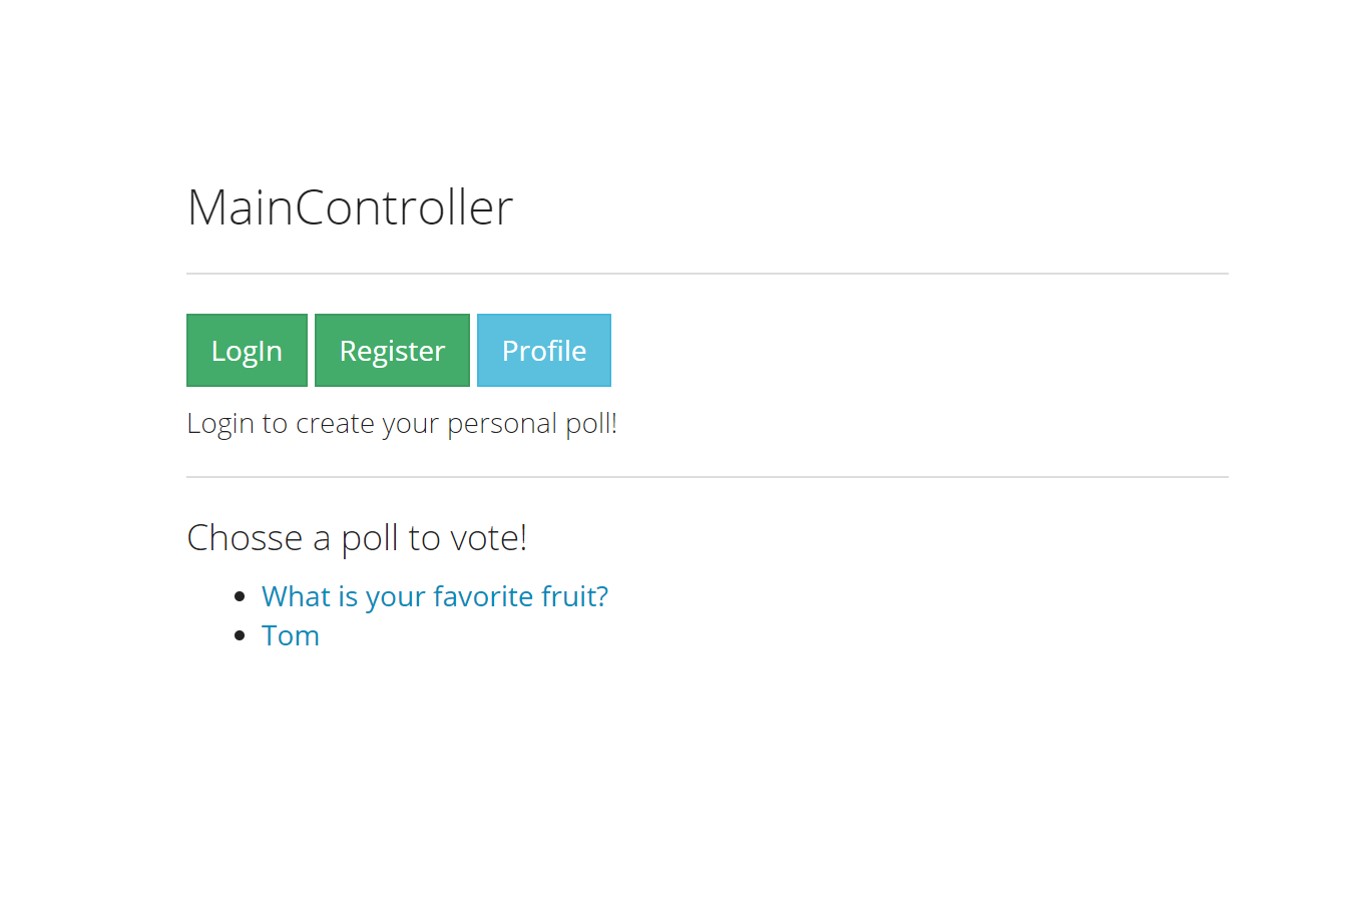 MainController
LogIn Register Profile
Login to create your personal poll!
Chosse a poll to vote!
What is your favorite fruit?
Tom